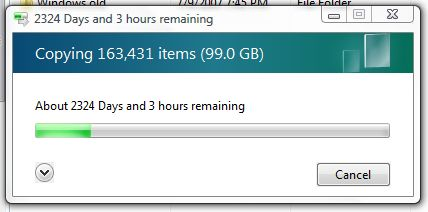 Windows.old 7/9/2007 7:45 PM File Folder
2324 Days and 3 hours remaining
Copying 163,431 items (99.0 GB)
About 2324 Days and 3 hours remaining
Cancel